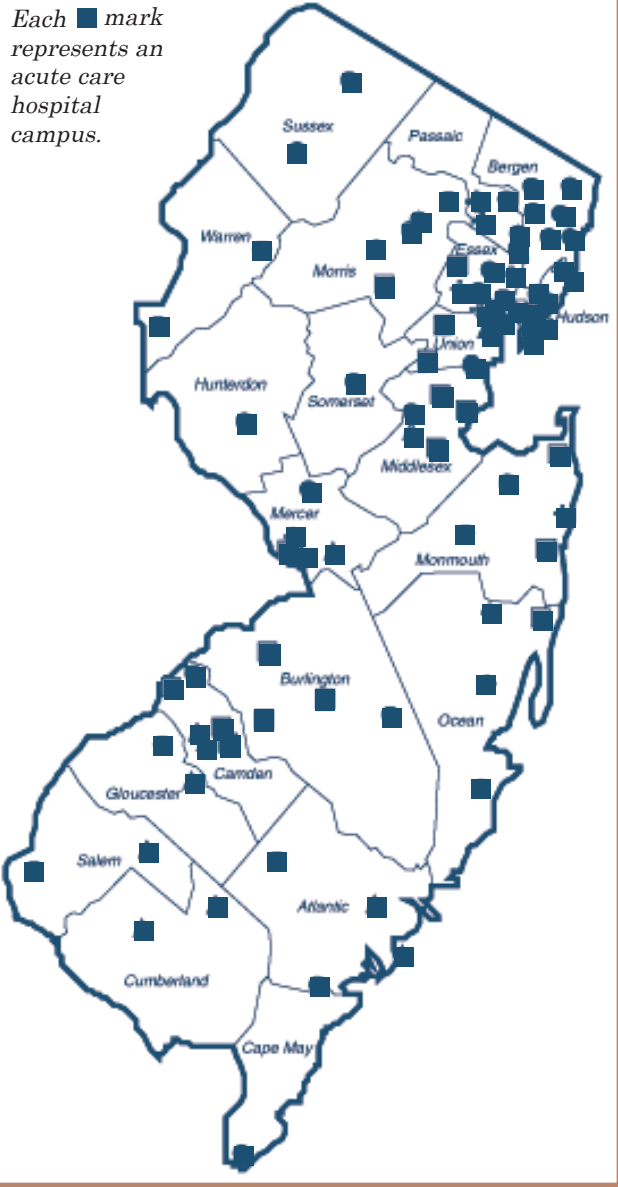 Each mark
represents an
acute care
hospital
campus.
Sussex
Passaic
Bergen
Warren
Essex
Morris
Hudson
Union
Hunterdon
Somerset
Middlesex
Mercer
Monmouth
Burlington
Ocean
Camden
Gloucester
Salem
Atlantic
Cumberland
Cape May